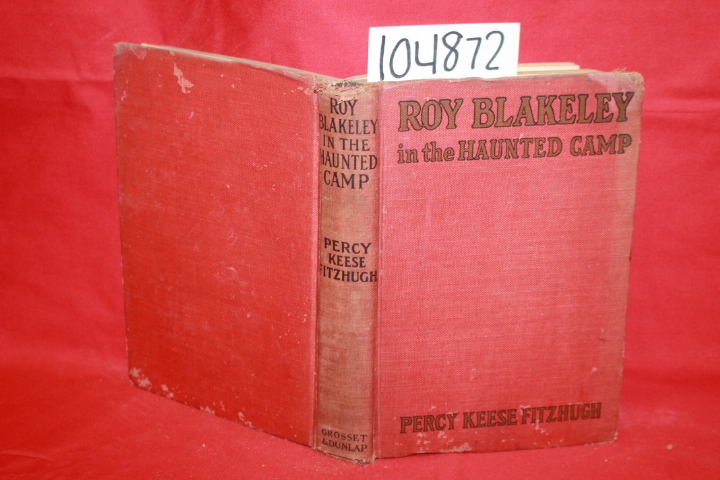 104872
ROY
BLAKELEY
IN THE
HAUNTED
CAMP
PERCY
KEESE
FITZHUGH
GROSSET
& DUNLAP
ROY BLAKELEY
in the HAUNTED CAMP
PERCY KEESE FITZHUGH